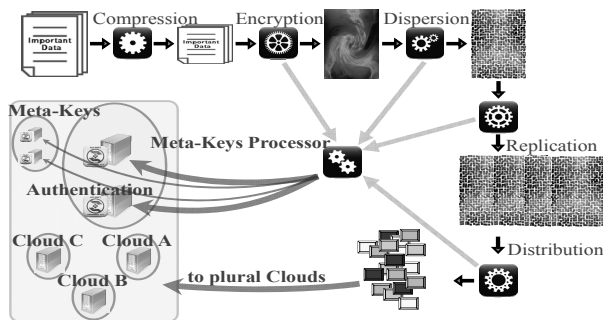 Compression
Encryption
Dispersion
Important
Data
Important
Data
Meta-Keys
Meta-Keys Processor
Replication
Authentication
Cloud C
Cloud A
Cloud B
to plural Clouds
Distribution